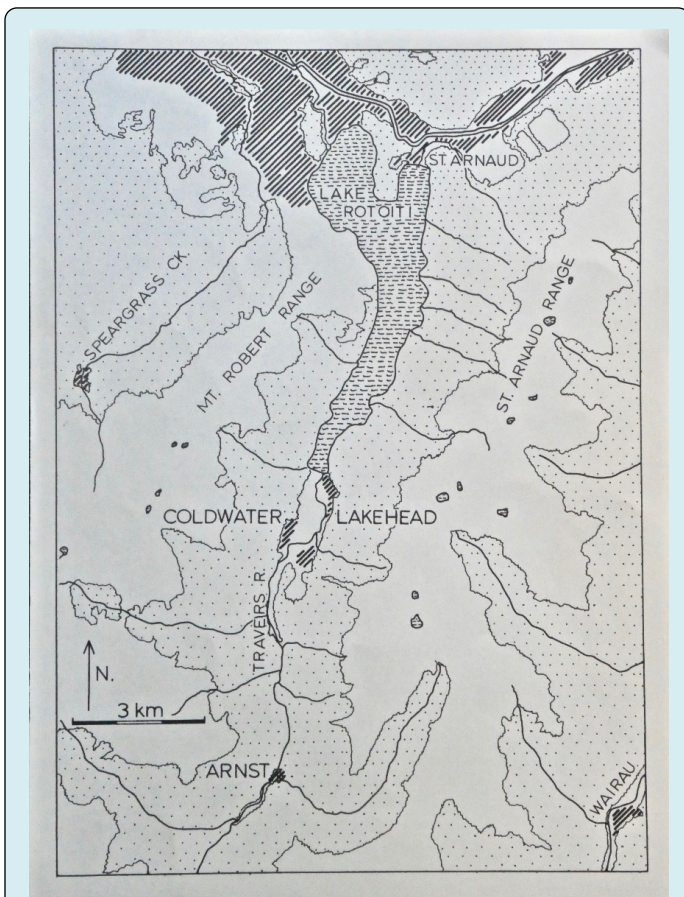 ST ARNAUD
LAKE
ROTOITI
SPEARGRASS CK.
MT. ROBERT RANGE
ST. ARNAUD RANGE
COLDWATER
LAKEHEAD
TRAVERS R.
N.
3 km
ARNST
WAIRAU